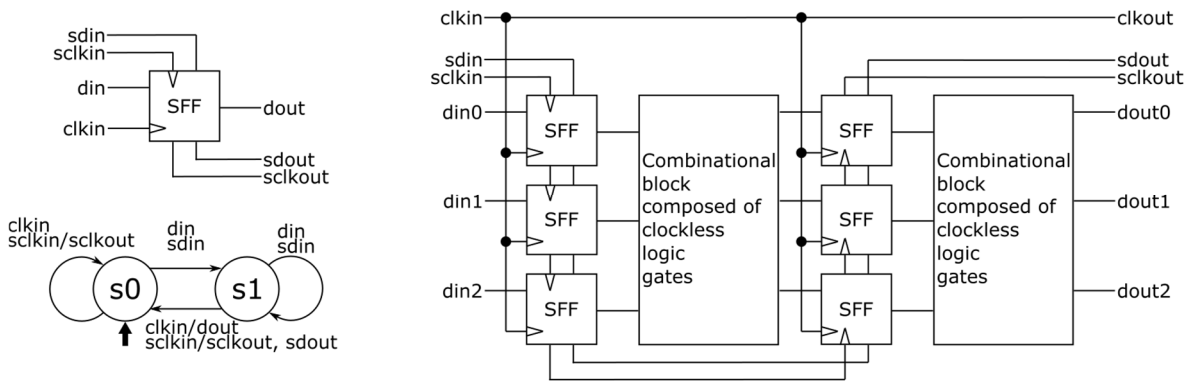 sdin
sclkin
din
SFF
dout
clkin
sdout
sclkout
clkin
sclkin/sclkout
din
sdin
din
sdin
s0
s1
clkin/dout
sclkin/sclkout, sdout
clkin
clkout
sdin
sdout
sclkin
sclkout
din0
SFF
SFF
dout0
Combinational
block
composed of
clockless
logic
gates
Combinational
block
composed of
clockless
logic
gates
din1
SFF
SFF
dout1
din2
SFF
SFF
dout2